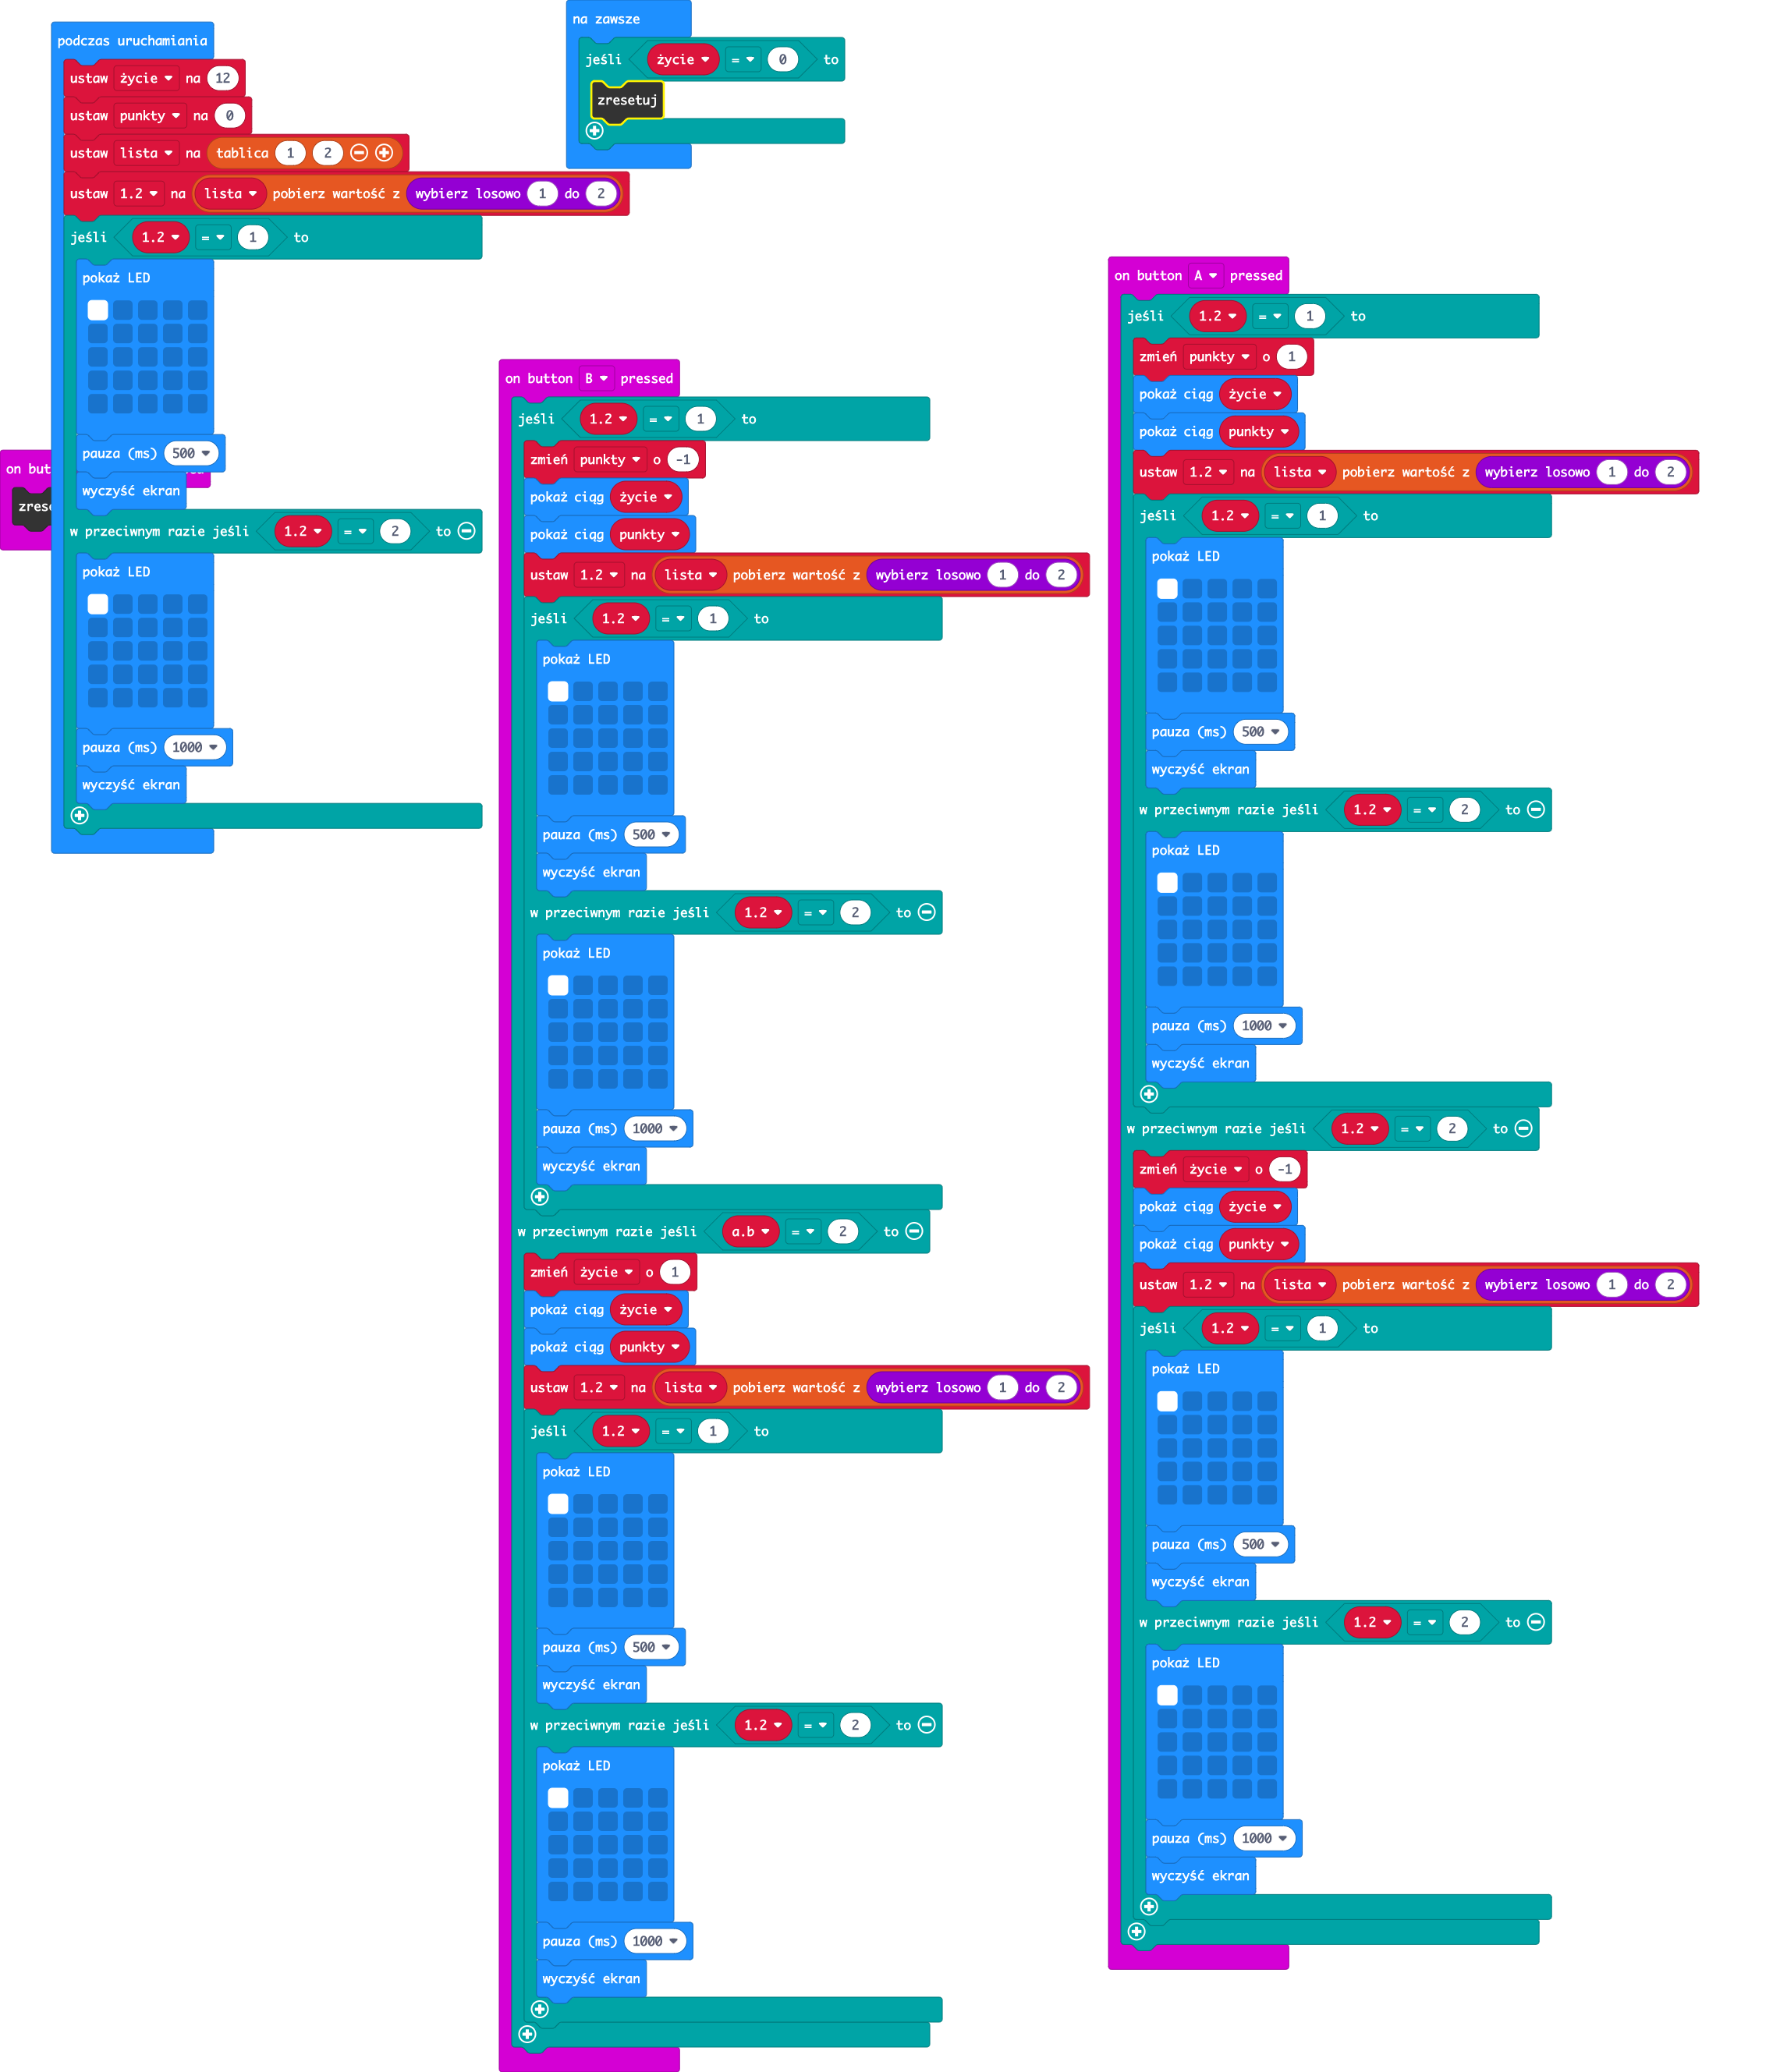 podczas uruchamiania
ustaw życie na 12
ustaw punkty na 0
ustaw lista na tablica 1 2
ustaw 1.2 na lista pobierz wartość z wybierz losowo 1 do 2
jeśli 1.2 = 1 to
pokaż LED
pauza (ms) 500
wyczyść ekran
w przeciwnym razie jeśli 1.2 = 2 to
pokaż LED
pauza (ms) 1000
wyczyść ekran
on but
na zawsze
jeśli życie = 0 to
zresetuj
on button B pressed
jeśli 1.2 = 1 to
zmień punkty o -1
pokaż ciąg życie
pokaż ciąg punkty
ustaw 1.2 na lista pobierz wartość z wybierz losowo 1 do 2
jeśli 1.2 = 1 to
pokaż LED
pauza (ms) 500
wyczyść ekran
w przeciwnym razie jeśli 1.2 = 2 to
pokaż LED
pauza (ms) 1000
wyczyść ekran
w przeciwnym razie jeśli a.b = 2 to
zmień życie o 1
pokaż ciąg życie
pokaż ciąg punkty
ustaw 1.2 na lista pobierz wartość z wybierz losowo 1 do 2
jeśli 1.2 = 1 to
pokaż LED
pauza (ms) 500
wyczyść ekran
w przeciwnym razie jeśli 1.2 = 2 to
pokaż LED
pauza (ms) 1000
wyczyść ekran
on button A pressed
jeśli 1.2 = 1 to
zmień punkty o 1
pokaż ciąg życie
pokaż ciąg punkty
ustaw 1.2 na lista pobierz wartość z wybierz losowo 1 do 2
jeśli 1.2 = 1 to
pokaż LED
pauza (ms) 500
wyczyść ekran
w przeciwnym razie jeśli 1.2 = 2 to
pokaż LED
pauza (ms) 1000
wyczyść ekran
w przeciwnym razie jeśli 1.2 = 2 to
zmień życie o -1
pokaż ciąg życie
pokaż ciąg punkty
ustaw 1.2 na lista pobierz wartość z wybierz losowo 1 do 2
jeśli 1.2 = 1 to
pokaż LED
pauza (ms) 500
wyczyść ekran
w przeciwnym razie jeśli 1.2 = 2 to
pokaż LED
pauza (ms) 1000
wyczyść ekran